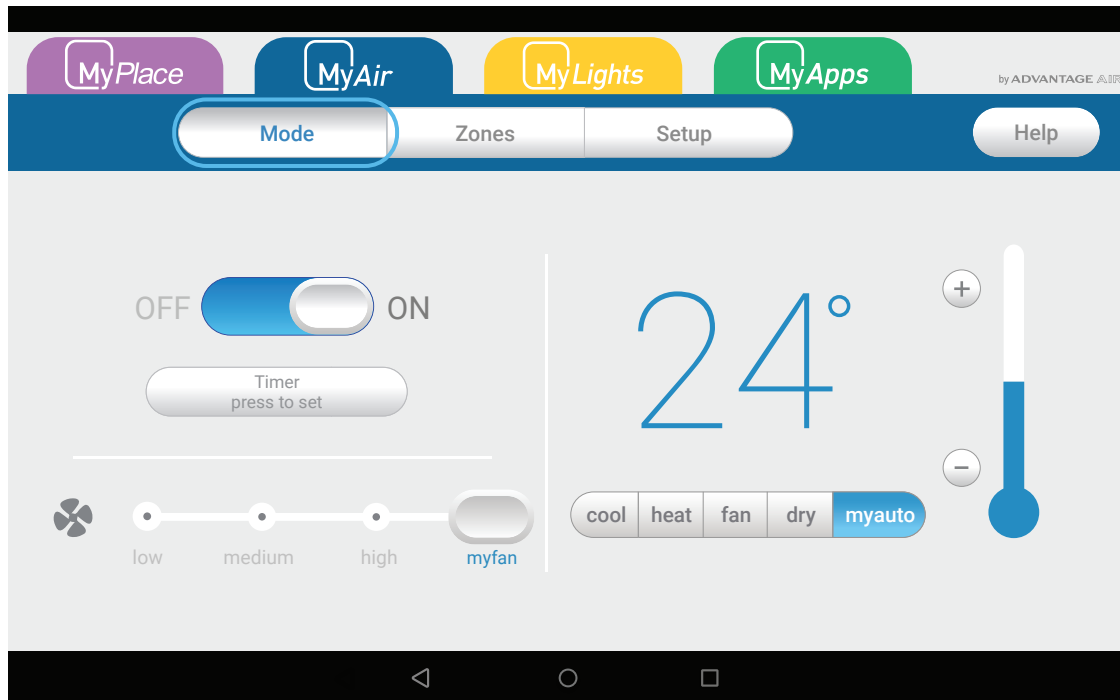 MyPlace
MyAir
MyLights
MyApps
by ADVANTAGE AIR
Mode
Zones
Setup
Help
OFF
ON
Timer
press to set
24°
+
−
cool
heat
fan
dry
myauto
low
medium
high
myfan